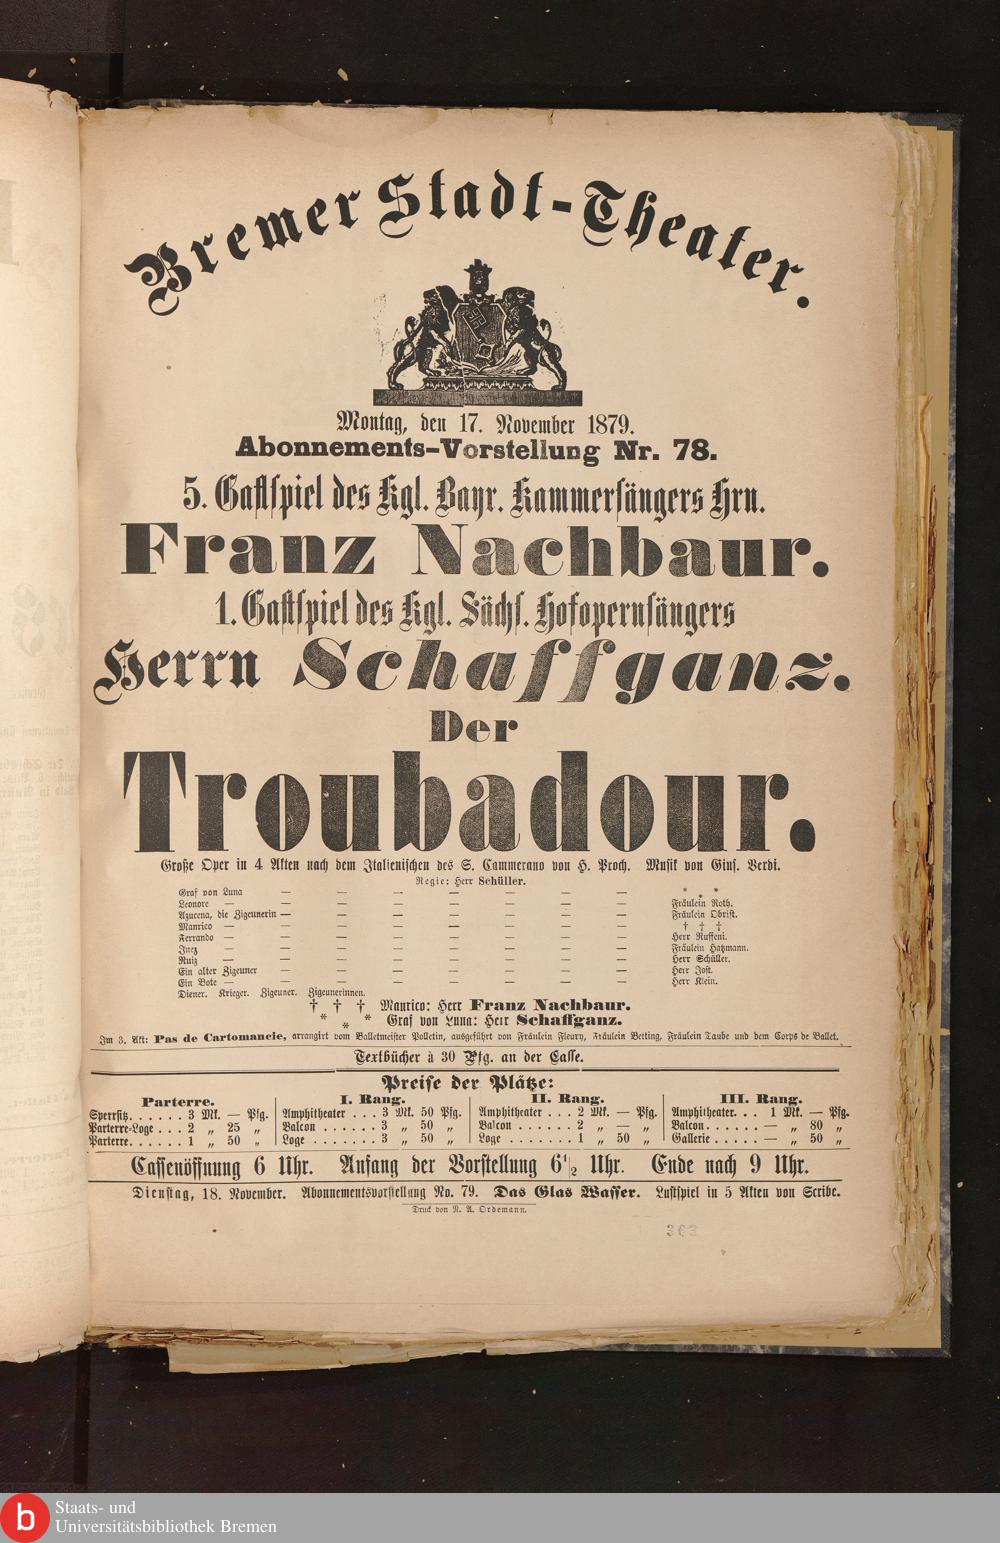 Bremer Stadt-Theater.
Montag, den 17. November 1879.
Abonnements-Vorstellung Nr. 78.
5. Gastspiel des Kgl. Bayr. Kammersängers Hrn.
Franz Nachbaur.
1. Gastspiel des Kgl. Sächs. Hofopernsängers
Herrn Schaffganz.
Der
Troubadour.
Große Oper in 4 Akten nach dem Italienischen des S. Cammerano von H. Proch. Musik von Gius. Verdi.
Regie: Herr Schüller.
Graf von Luna — — — — — — — * * *
Leonore — — — — — — — — Fräulein Roth.
Azucena, die Zigeunerin — — — — — — — Fräulein Obrist.
Manrico — — — — — — — — † † †
Ferrando — — — — — — — — Herr Ruffeni.
Inez — — — — — — — — Fräulein Hatzmann.
Ruiz — — — — — — — — Herr Schüller.
Ein alter Zigeuner — — — — — — — Herr Jost.
Ein Bote — — — — — — — — Herr Klein.
Diener. Krieger. Zigeuner. Zigeunerinnen.
† † † Manrico: Herr Franz Nachbaur.
* * * Graf von Luna: Herr Schaffganz.
Im 3. Akt: Pas de Cartomancie, arrangirt vom Balletmeister Polletin, ausgeführt von Fräulein Fleury, Fräulein Betting, Fräulein Taube und dem Corps de Ballet.
Textbücher à 30 Pfg. an der Casse.
Preise der Plätze:
Parterre.
Sperrsitz. . . . . . 3 Mk. — Pfg.
Parterre-Loge . . . 2 „ 25 „
Parterre. . . . . . 1 „ 50 „
I. Rang.
Amphitheater . . . 3 Mk. 50 Pfg.
Balcon . . . . . . 3 „ 50 „
Loge . . . . . . . 3 „ 50 „
II. Rang.
Amphitheater . . . 2 Mk. — Pfg.
Balcon . . . . . . 2 „ — „
Loge . . . . . . . 1 „ 50 „
III. Rang.
Amphitheater. . . 1 Mk. — Pfg.
Balcon . . . . . . — „ 80 „
Gallerie . . . . . — „ 50 „
Cassenöffnung 6 Uhr. Anfang der Vorstellung 6½ Uhr. Ende nach 9 Uhr.
Dienstag, 18. November. Abonnementsvorstellung No. 79. Das Glas Wasser. Lustspiel in 5 Akten von Scribe.
Druck von N. A. Ordemann.
363
b
Staats- und
Universitätsbibliothek Bremen